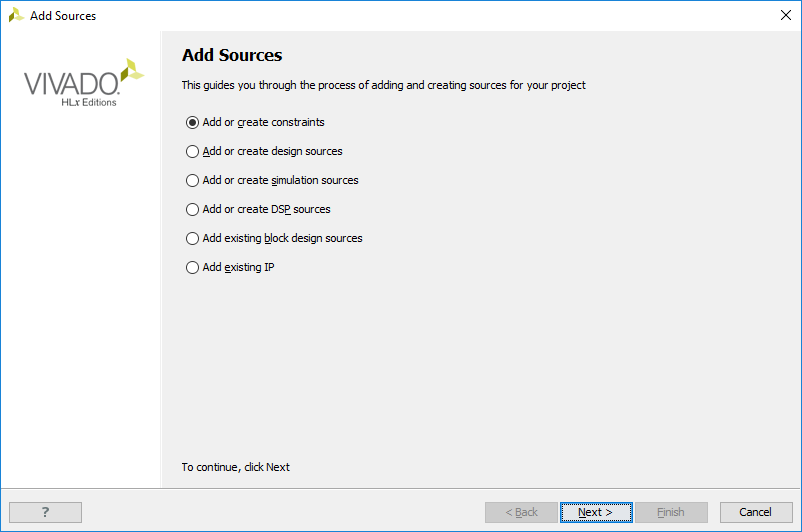 Add Sources
VIVADO.
HLx Editions
Add Sources
This guides you through the process of adding and creating sources for your project
Add or create constraints
Add or create design sources
Add or create simulation sources
Add or create DSP sources
Add existing block design sources
Add existing IP
To continue, click Next
?
< Back
Next >
Finish
Cancel